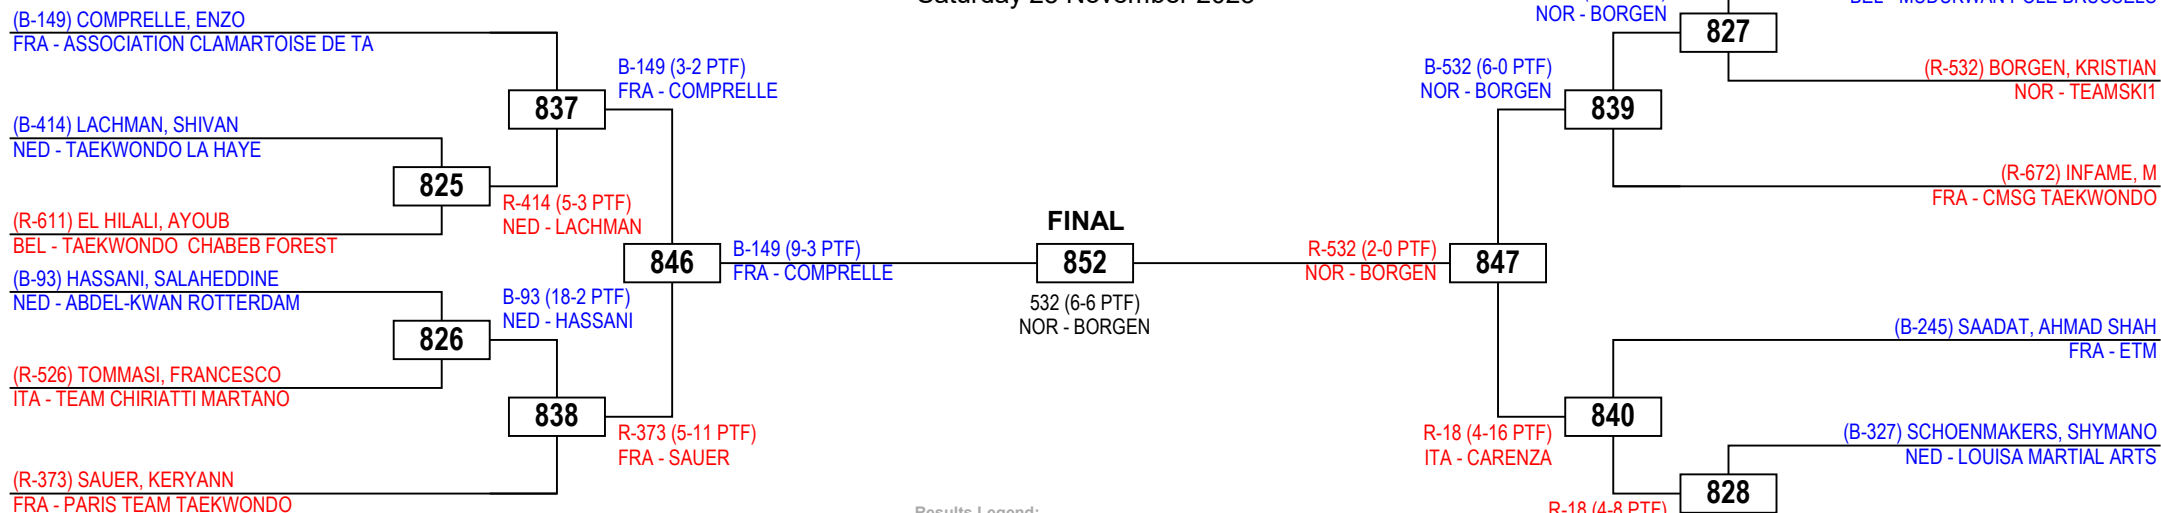 (B-149) COMPRELLE, ENZO
FRA - ASSOCIATION CLAMARTOISE DE TA
(B-414) LACHMAN, SHIVAN
NED - TAEKWONDO LA HAYE
(R-611) EL HILALI, AYOUB
BEL - TAEKWONDO CHABEB FOREST
(B-93) HASSANI, SALAHEDDINE
NED - ABDEL-KWAN ROTTERDAM
(R-526) TOMMASI, FRANCESCO
ITA - TEAM CHIRIATTI MARTANO
(R-373) SAUER, KERYANN
FRA - PARIS TEAM TAEKWONDO
825
826
R-414 (5-3 PTF)
NED - LACHMAN
B-93 (18-2 PTF)
NED - HASSANI
837
838
B-149 (3-2 PTF)
FRA - COMPRELLE
R-373 (5-11 PTF)
FRA - SAUER
846
B-149 (9-3 PTF)
FRA - COMPRELLE
FINAL
852
532 (6-6 PTF)
NOR - BORGEN
Results Legend:
R-532 (2-0 PTF)
NOR - BORGEN
847
B-532 (6-0 PTF)
NOR - BORGEN
R-18 (4-16 PTF)
ITA - CARENZA
839
840
NOR - BORGEN
R-18 (4-8 PTF)
827
828
(R-532) BORGEN, KRISTIAN
NOR - TEAMSKI1
(R-672) INFAME, M
FRA - CMSG TAEKWONDO
(B-245) SAADAT, AHMAD SHAH
FRA - ETM
(B-327) SCHOENMAKERS, SHYMANO
NED - LOUISA MARTIAL ARTS